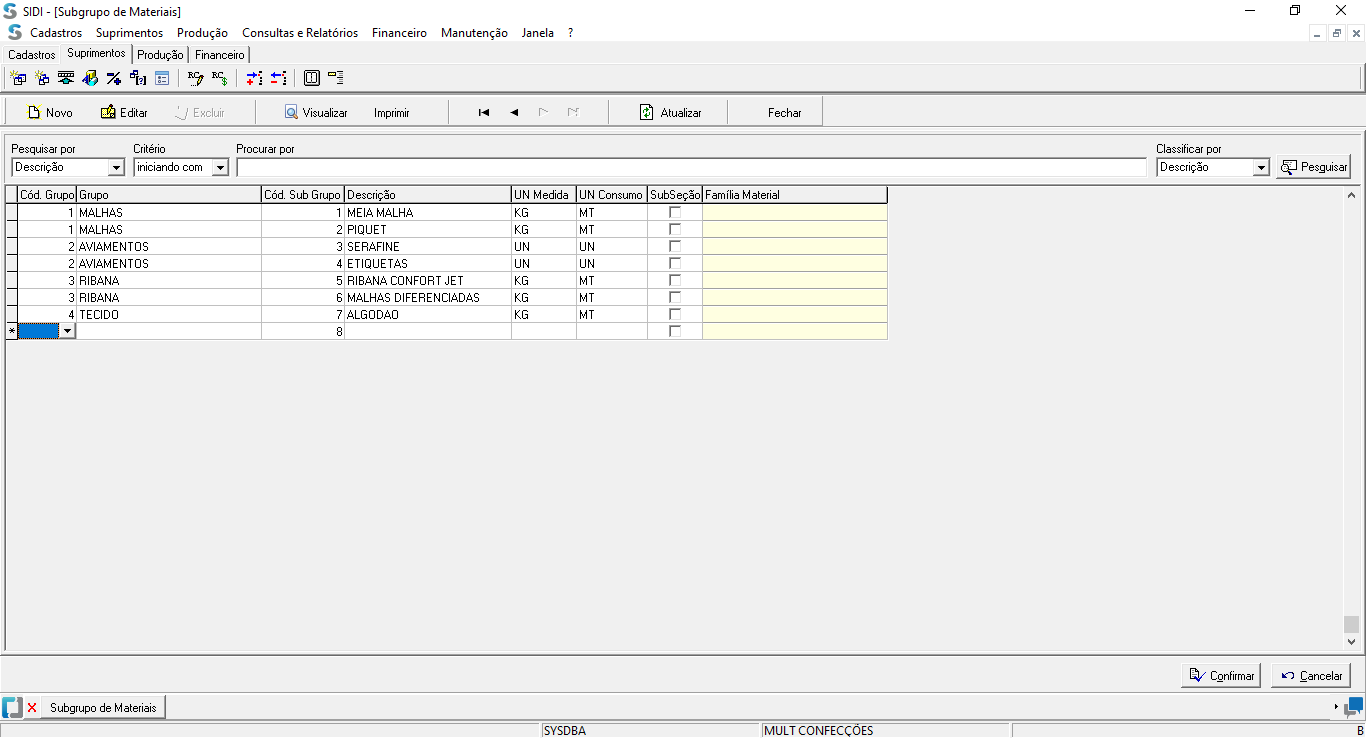 SIDI - [Subgrupo de Materiais]
Cadastros Suprimentos Produção Consultas e Relatórios Financeiro Manutenção Janela ?
Cadastros Suprimentos Produção Financeiro
Novo Editar Excluir Visualizar Imprimir Atualizar Fechar
Pesquisar por Critério Procurar por Classificar por
Descrição iniciando com Descrição Pesquisar
Cód. Grupo Grupo Cód. Sub Grupo Descrição UN Medida UN Consumo SubSeção Família Material
1 MALHAS 1 MEIA MALHA KG MT
1 MALHAS 2 PIQUET KG MT
2 AVIAMENTOS 3 SERAFINE UN UN
2 AVIAMENTOS 4 ETIQUETAS UN UN
3 RIBANA 5 RIBANA CONFORT JET KG MT
3 RIBANA 6 MALHAS DIFERENCIADAS KG MT
4 TECIDO 7 ALGODAO KG MT
* 8
Confirmar Cancelar
Subgrupo de Materiais
SYSDBA MULT CONFECÇÕES B